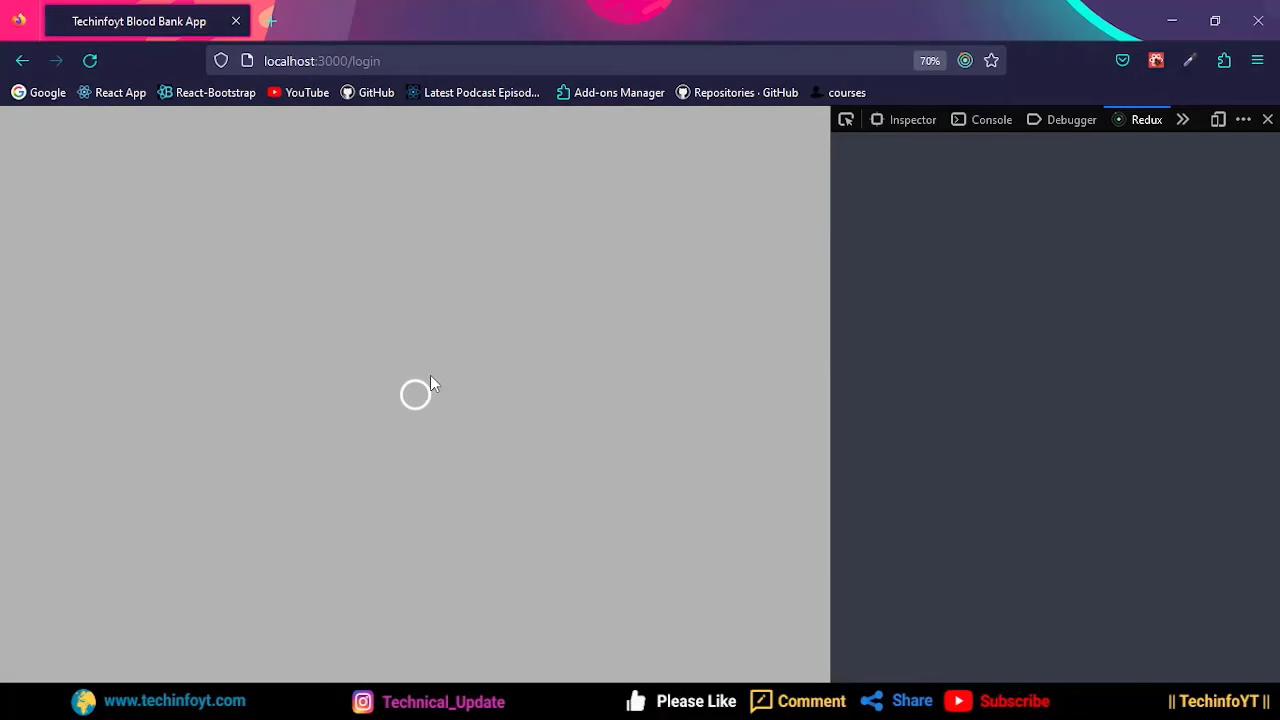 Techinfoyt Blood Bank App
localhost:3000/login
70%
Google
React App
React-Bootstrap
YouTube
GitHub
Latest Podcast Episod...
Add-ons Manager
Repositories · GitHub
courses
Inspector
Console
Debugger
Redux
www.techinfoyt.com
Technical_Update
Please Like
Comment
Share
Subscribe
|| TechinfoYT ||